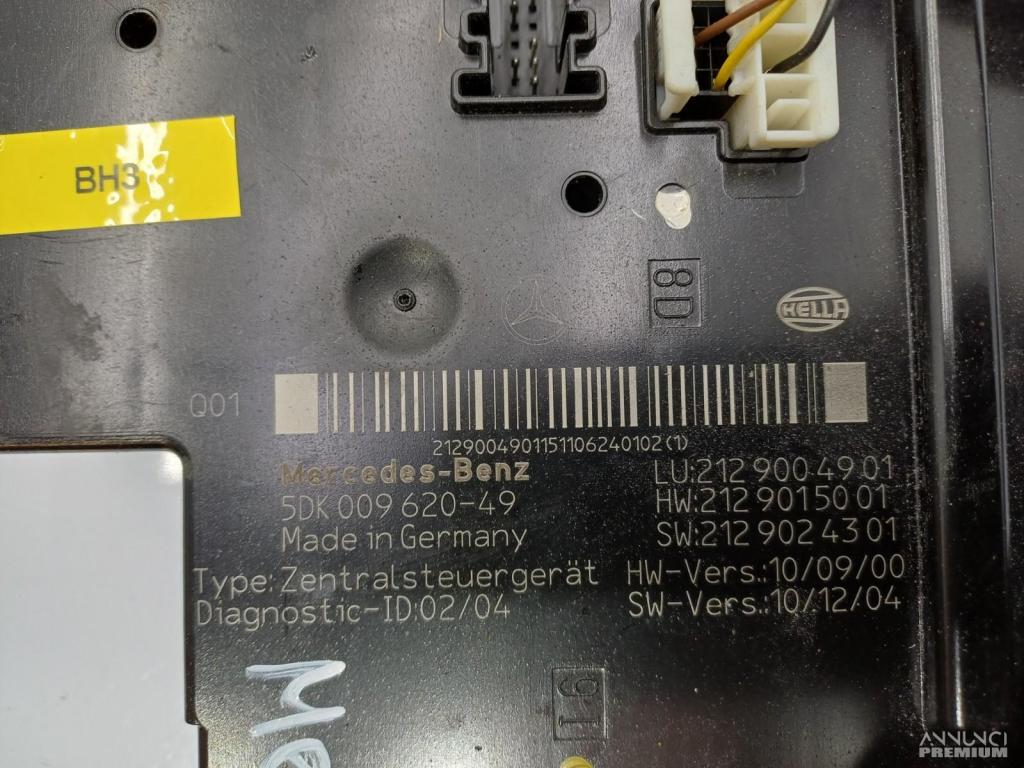 BH3
8D
HELLA
Q01
2129004901151106240102(1)
Mercedes-Benz
5DK 009 620-49
Made in Germany
LU:212 900 49 01
HW:212 901 50 01
SW:212 902 43 01
Type: Zentralsteuergerät
Diagnostic-ID:02/04
HW-Vers.:10/09/00
SW-Vers.:10/12/04
16
Me
ANNUNCI
PREMIUM